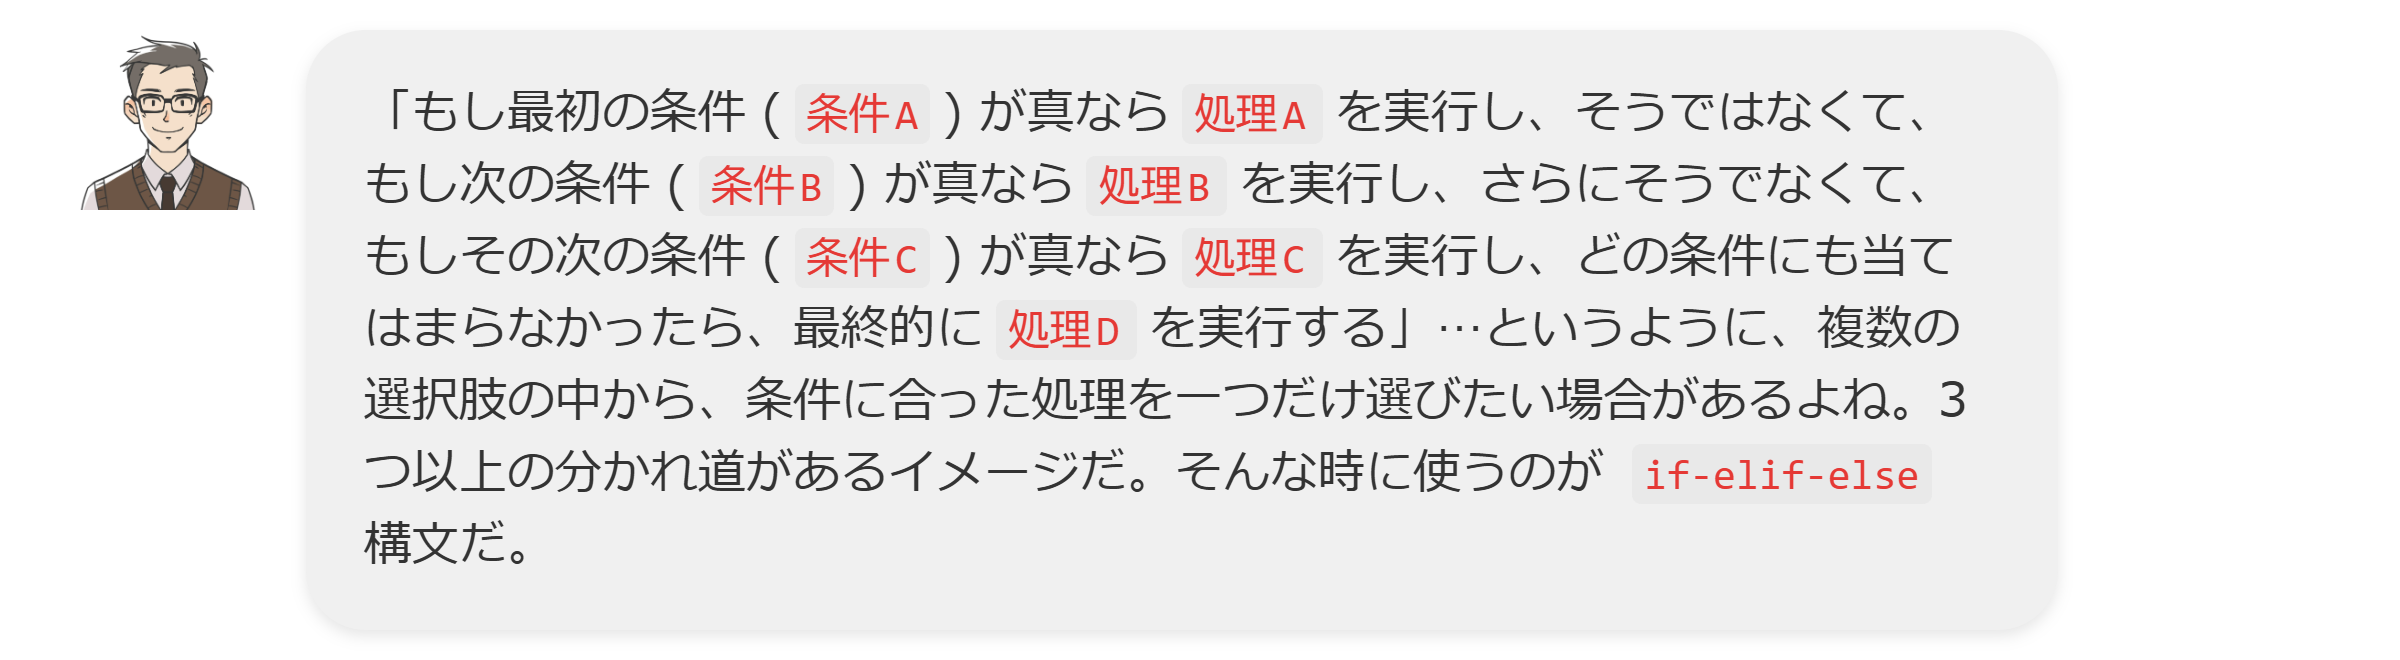 「もし最初の条件 ( 条件A ) が真なら 処理A を実行し、そうではなくて、
もし次の条件 ( 条件B ) が真なら 処理B を実行し、さらにそうでなくて、
もしその次の条件 ( 条件C ) が真なら 処理C を実行し、どの条件にも当て
はまらなかったら、最終的に 処理D を実行する」…というように、複数の
選択肢の中から、条件に合った処理を一つだけ選びたい場合があるよね。3
つ以上の分かれ道があるイメージだ。そんな時に使うのが if-elif-else
構文だ。